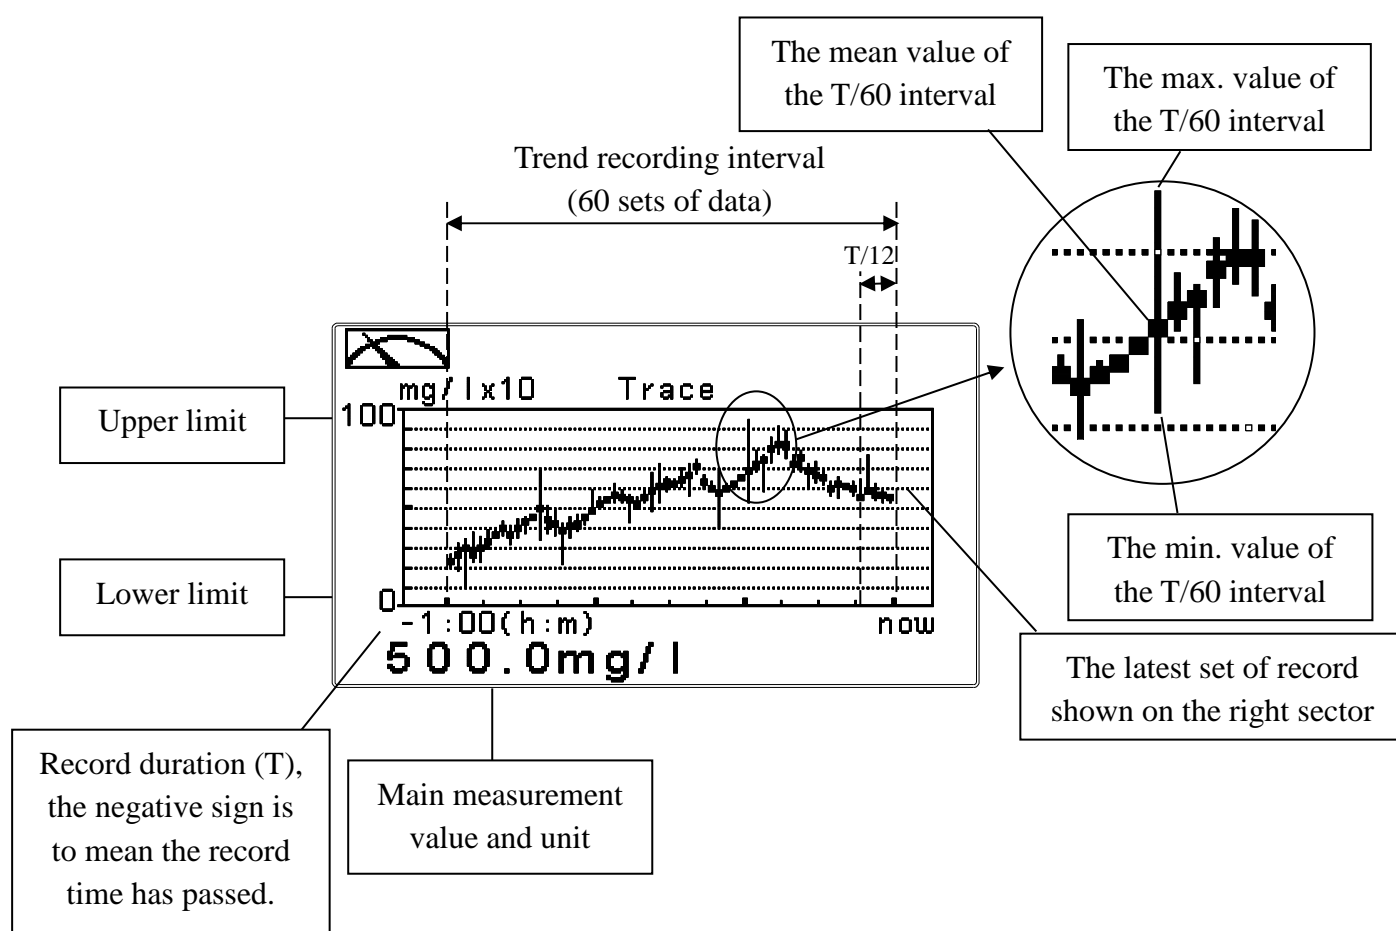 The mean value of
the T/60 interval
The max. value of
the T/60 interval
Trend recording interval
(60 sets of data)
T/12
mg/lx10 Trace
100
Upper limit
Lower limit
0
-1:00(h:m) now
500.0mg/l
The min. value of
the T/60 interval
The latest set of record
shown on the right sector
Record duration (T),
the negative sign is
to mean the record
time has passed.
Main measurement
value and unit